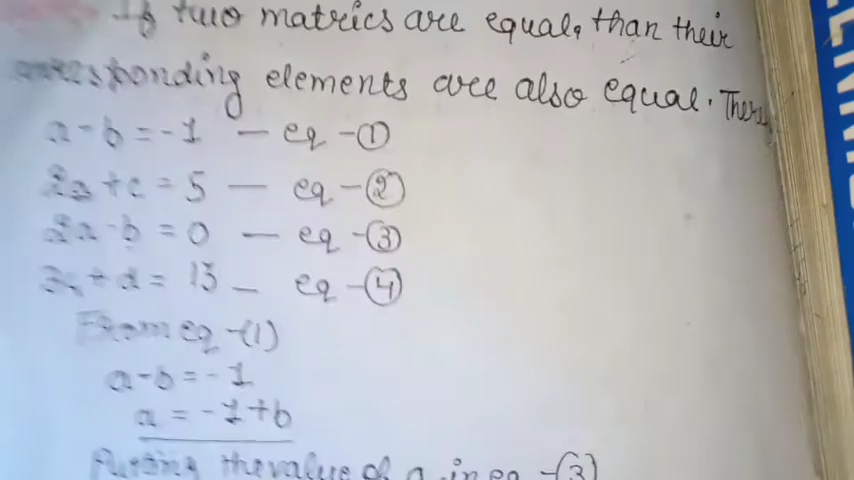 If two matrics are equal, than their
corresponding elements are also equal. There
a-b=-1 — eq-①
2a+c=5 — eq-②
2a-b=0 — eq-③
3c+d=13 — eq-④
From eq-(1)
a-b=-1
a=-1+b
Putting the value of a in eq-(3)